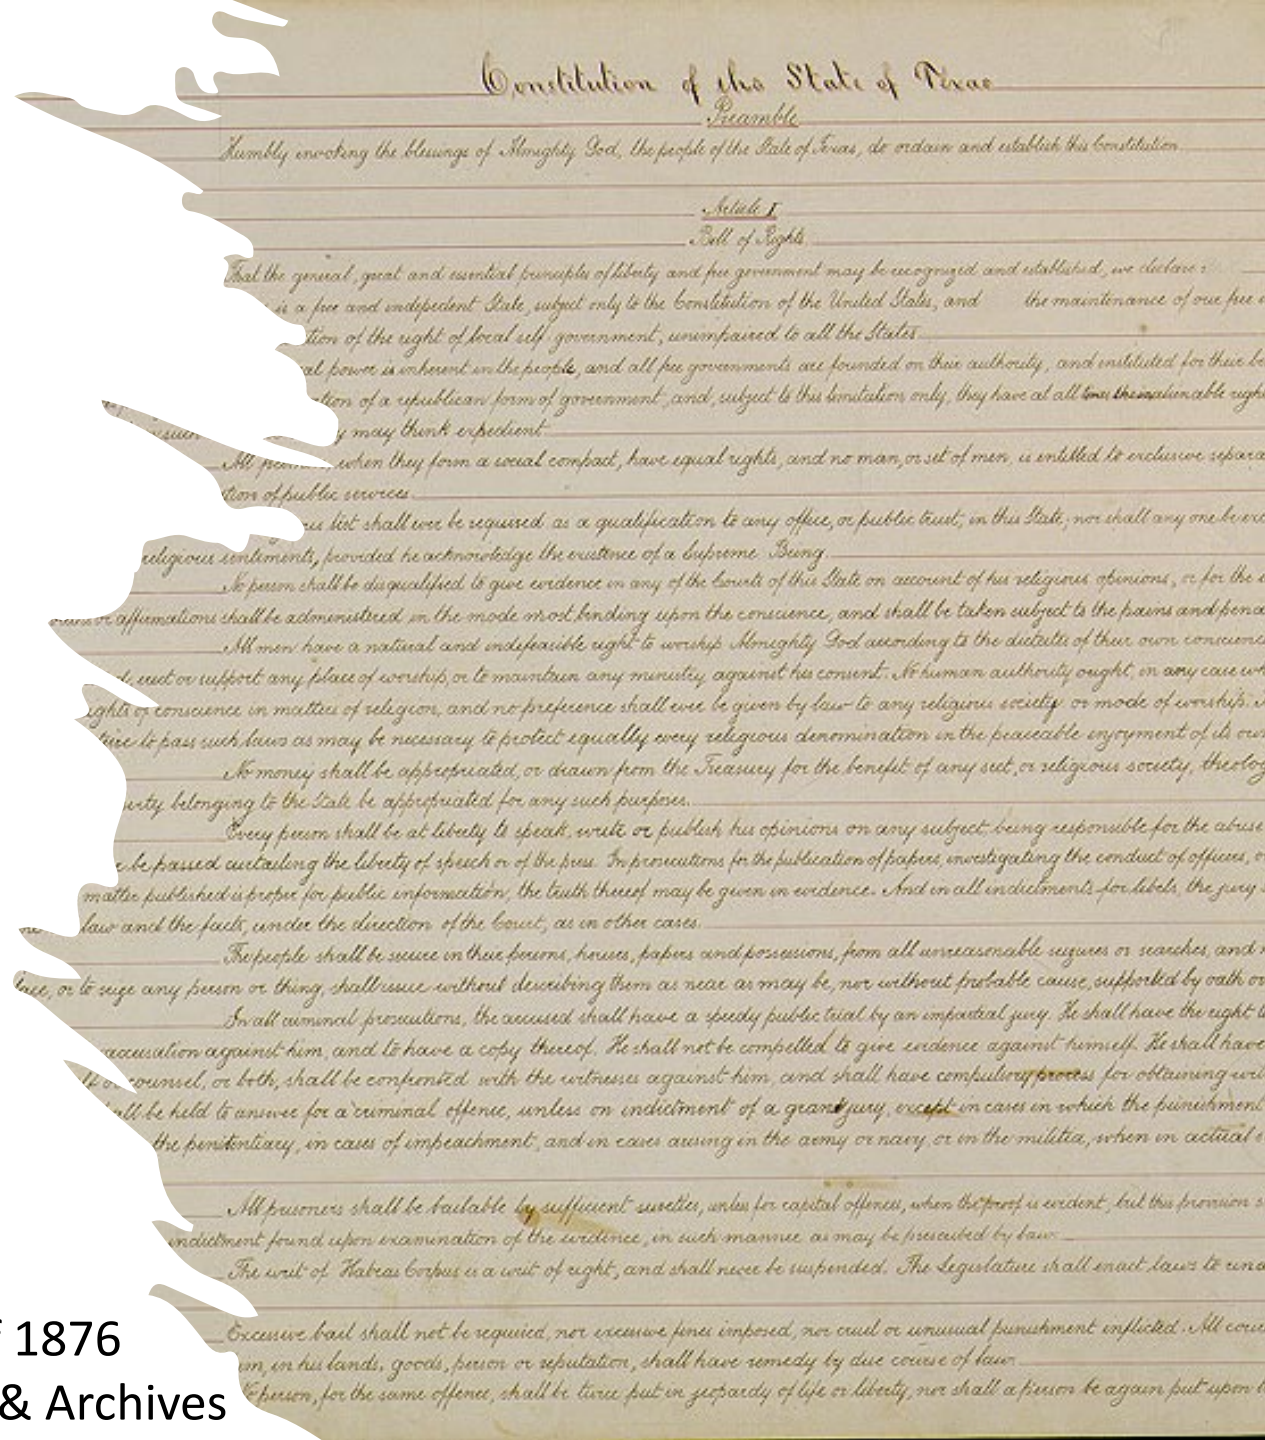 Constitution of the State of Texas
Preamble
Humbly invoking the blessings of Almighty God, the people of the State of Texas, do ordain and establish this Constitution
Article I
Bill of Rights
That the general, great and essential principles of liberty and free government may be recognized and established, we declare:
is a free and indepedent State, subject only to the Constitution of the United States, and the maintenance of our free
tion of the right of local self-government, unimpaired to all the States
al power is inherent in the people, and all free governments are founded on their authority, and instituted for their be
tion of a republican form of government, and, subject to this limitation only, they have at all times the inalienable right
such y may think expedient
All when they form a social compact, have equal rights, and no man, or set of men, is entitled to exclusive separa
tion of public services.
us test shall ever be required as a qualification to any office, or public trust, in this State; nor shall any one be exc
religious sentiments, provided he acknowledge the existence of a Supreme Being.
No person shall be disqualified to give evidence in any of the Courts of this State on account of his religious opinions, or for the
or affirmations shall be administered in the mode most binding upon the conscience, and shall be taken subject to the pains and pena
All men have a natural and indefeasible right to worship Almighty God according to the dictates of their own conscience
erect or support any place of worship, or to maintain any ministry against his consent. No human authority ought, in any case wh
ights of conscience in matters of religion, and no preference shall ever be given by law to any religious society or mode of worship.
ture to pass such laws as may be necessary to protect equally every religious denomination in the peaceable enjoyment of its own
No money shall be appropriated, or drawn from the Treasury for the benefit of any sect, or religious society, theolog
erty belonging to the State be appropriated for any such purposes.
Every person shall be at liberty to speak, write or publish his opinions on any subject, being responsible for the abuse
be passed curtailing the liberty of speech or of the press. In prosecutions for the publication of papers, investigating the conduct of officers, o
matter published is proper for public information, the truth thereof may be given in evidence. And in all indictments for libels, the jury
law and the facts, under the direction of the Court, as in other cases.
The people shall be secure in their persons, houses, papers and possessions, from all unreasonable seizures or searches, and
lace, or to seize any person or thing, shall issue without describing them as near as may be, nor without probable cause, supported by oath or
In all criminal prosecutions, the accused shall have a speedy public trial by an impartial jury. He shall have the right t
accusation against him, and to have a copy thereof. He shall not be compelled to give evidence against himself. He shall have
lf or counsel, or both, shall be confronted with the witnesses against him, and shall have compulsory process for obtaining wit
hall be held to answer for a criminal offence, unless on indictment of a grand jury, except in cases in which the punishment
the penitentiary, in cases of impeachment, and in cases arising in the army or navy, or in the militia, when in actual
All prisoners shall be bailable by sufficient sureties, unless for capital offences, when the proof is evident, but this provision s
indictment found upon examination of the evidence, in such manner as may be prescribed by law.
The writ of Habeas Corpus is a writ of right, and shall never be suspended. The Legislature shall enact laws to rend
Excessive bail shall not be required, nor excessive fines imposed, nor cruel or unusual punishment inflicted. All cour
im, in his lands, goods, person or reputation, shall have remedy by due course of law.
No person, for the same offence, shall be twice put in jeopardy of life or liberty, nor shall a person be again put upon t
f 1876
& Archives